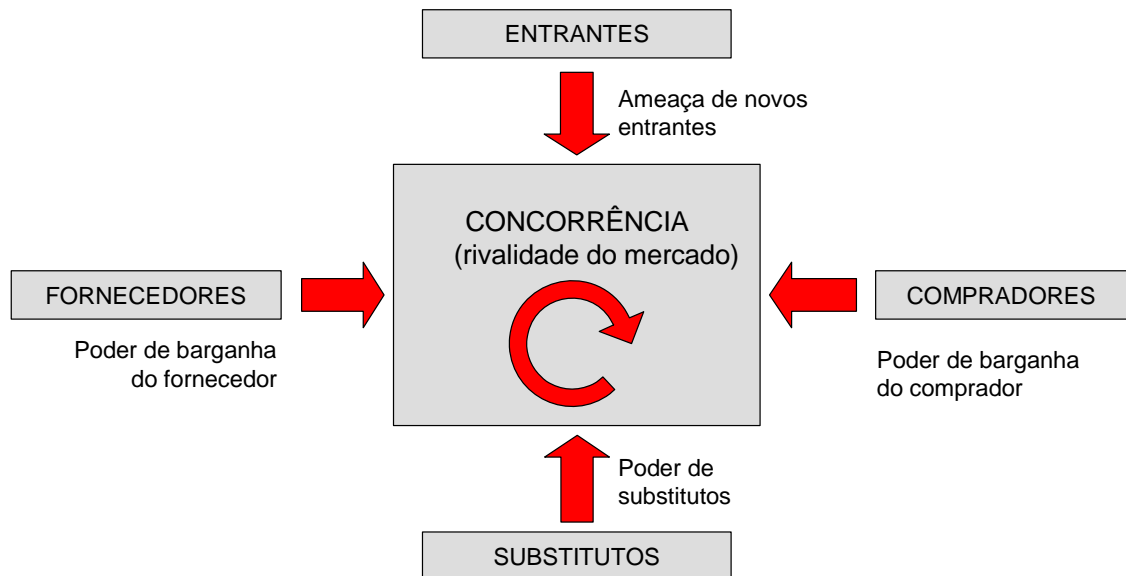 ENTRANTES
Ameaça de novos
entrantes
CONCORRÊNCIA
(rivalidade do mercado)
FORNECEDORES
Poder de barganha
do fornecedor
COMPRADORES
Poder de barganha
do comprador
Poder de
substitutos
SUBSTITUTOS